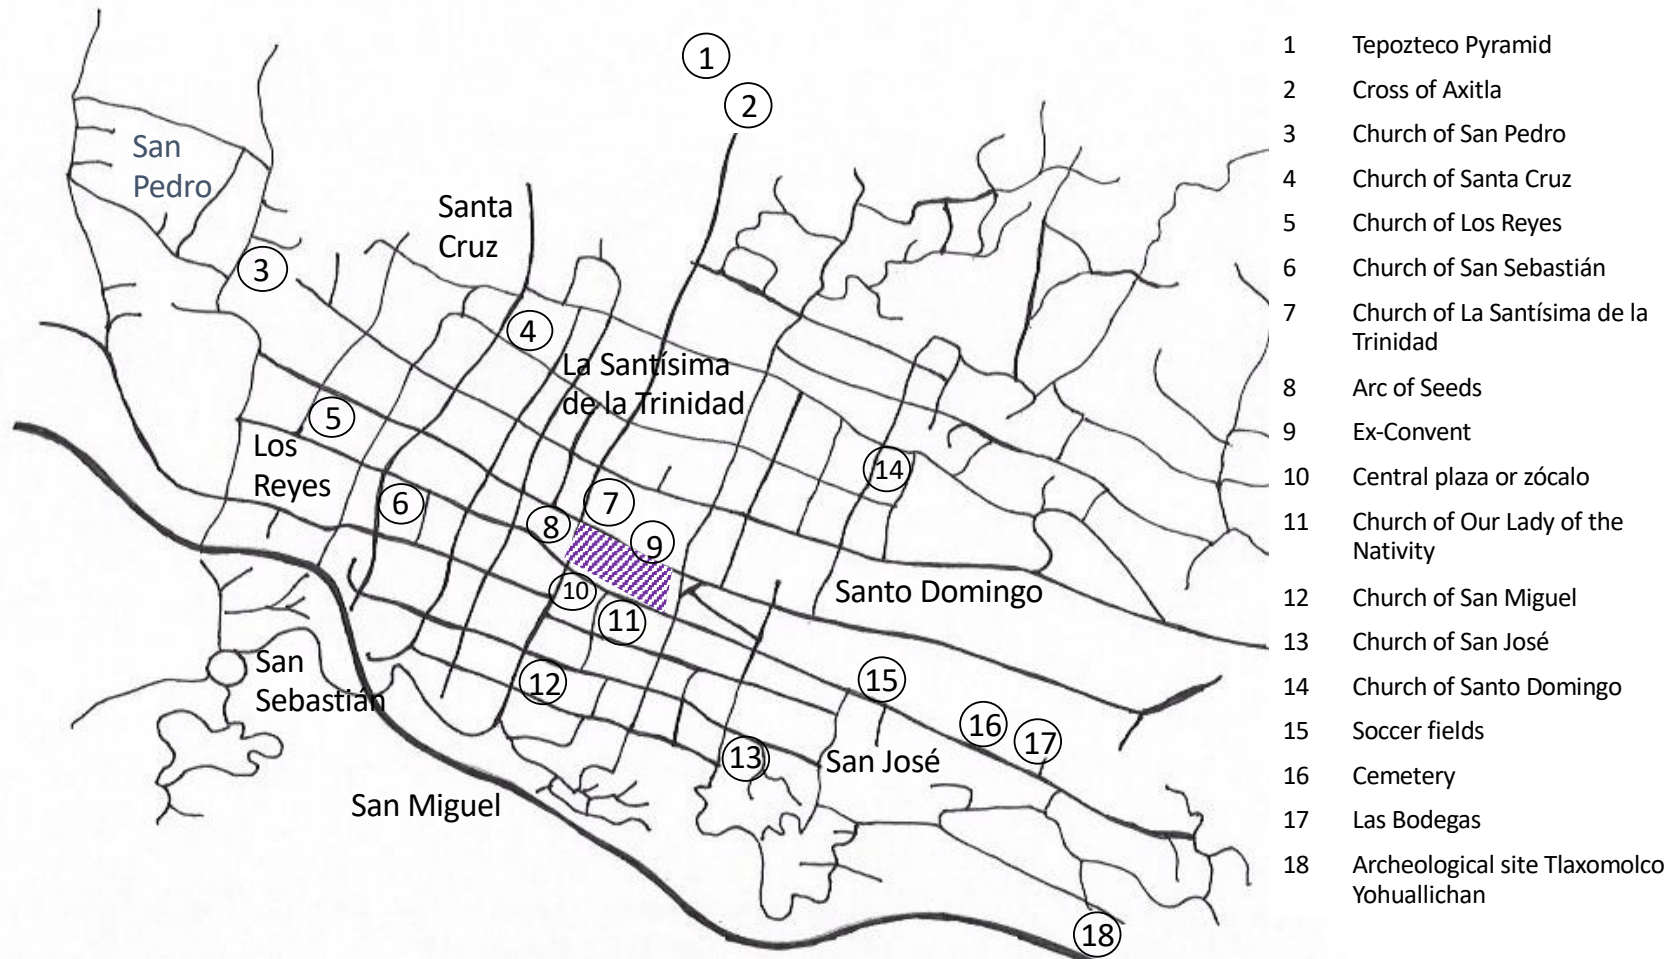 1
2
San
Pedro
Santa
Cruz
3
4
La Santísima
de la Trinidad
5
Los
Reyes
14
6
7
8
9
Santo Domingo
10
11
San
Sebastián
12
15
16
17
13
San José
San Miguel
18
1 Tepozteco Pyramid
2 Cross of Axitla
3 Church of San Pedro
4 Church of Santa Cruz
5 Church of Los Reyes
6 Church of San Sebastián
7 Church of La Santísima de la
Trinidad
8 Arc of Seeds
9 Ex-Convent
10 Central plaza or zócalo
11 Church of Our Lady of the
Nativity
12 Church of San Miguel
13 Church of San José
14 Church of Santo Domingo
15 Soccer fields
16 Cemetery
17 Las Bodegas
18 Archeological site Tlaxomolco
Yohuallichan